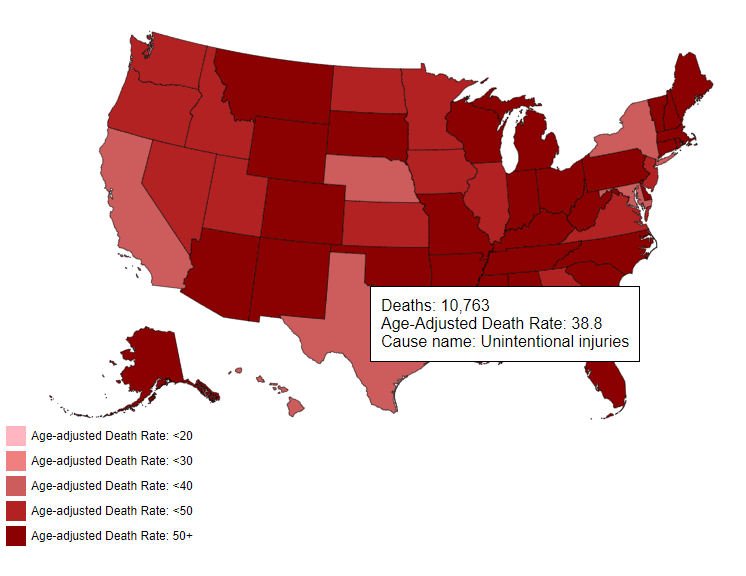 Deaths: 10,763
Age-Adjusted Death Rate: 38.8
Cause name: Unintentional injuries
Age-adjusted Death Rate: <20
Age-adjusted Death Rate: <30
Age-adjusted Death Rate: <40
Age-adjusted Death Rate: <50
Age-adjusted Death Rate: 50+